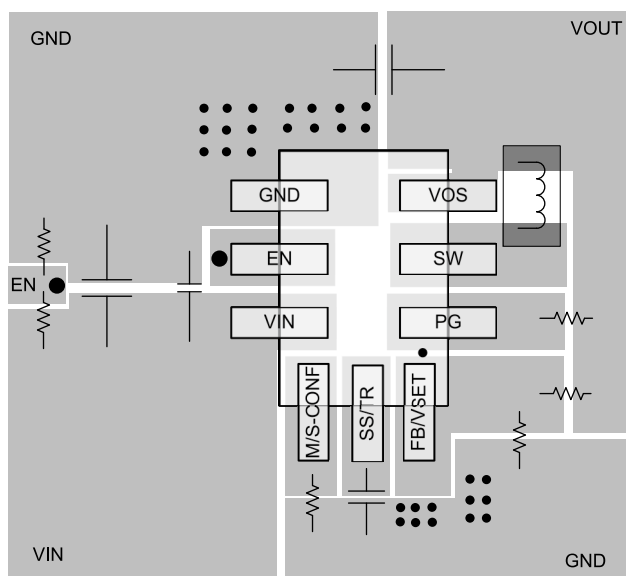 GND
VOUT
GND
VOS
EN
SW
EN
VIN
PG
M/S-CONF
SS/TR
FB/VSET
VIN
GND